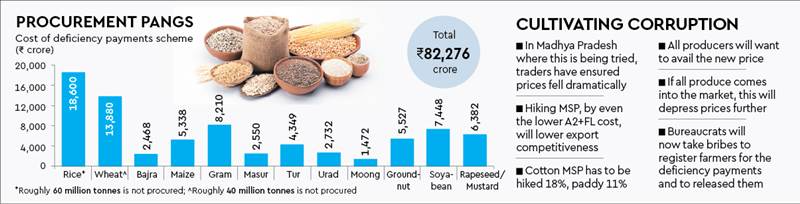 PROCUREMENT PANGS
Cost of deficiency payments scheme
(₹ crore)
Total
₹82,276
crore
20,000
16,000
12,000
8,000
4,000
0
18,600
13,880
2,468
5,338
8,210
2,550
4,349
2,732
1,472
5,527
7,448
6,382
Rice* Wheat^ Bajra Maize Gram Masur Tur Urad Moong Ground- Soya- Rapeseed/
nut bean Mustard
*Roughly 60 million tonnes is not procured; ^Roughly 40 million tonnes is not procured
CULTIVATING CORRUPTION
■ In Madhya Pradesh
where this is being tried,
traders have ensured
prices fell dramatically
■ Hiking MSP, by even
the lower A2+FL cost,
will lower export
competitiveness
■ Cotton MSP has to be
hiked 18%, paddy 11%
■ All producers will want
to avail the new price
■ If all produce comes
into the market, this will
depress prices further
■ Bureaucrats will
now take bribes to
register farmers for the
deficiency payments
and to released them